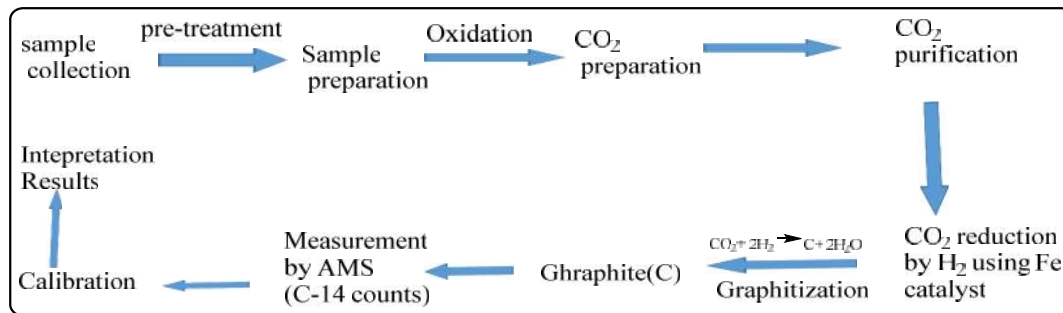 sample
collection
pre-treatment
Sample
preparation
Oxidation
CO₂
preparation
CO₂
purification
CO₂ reduction
by H₂ using Fe
catalyst
CO₂+ 2H₂ → C + 2H₂O
Graphitization
Ghraphite(C)
Measurement
by AMS
(C-14 counts)
Calibration
Intepretation
Results